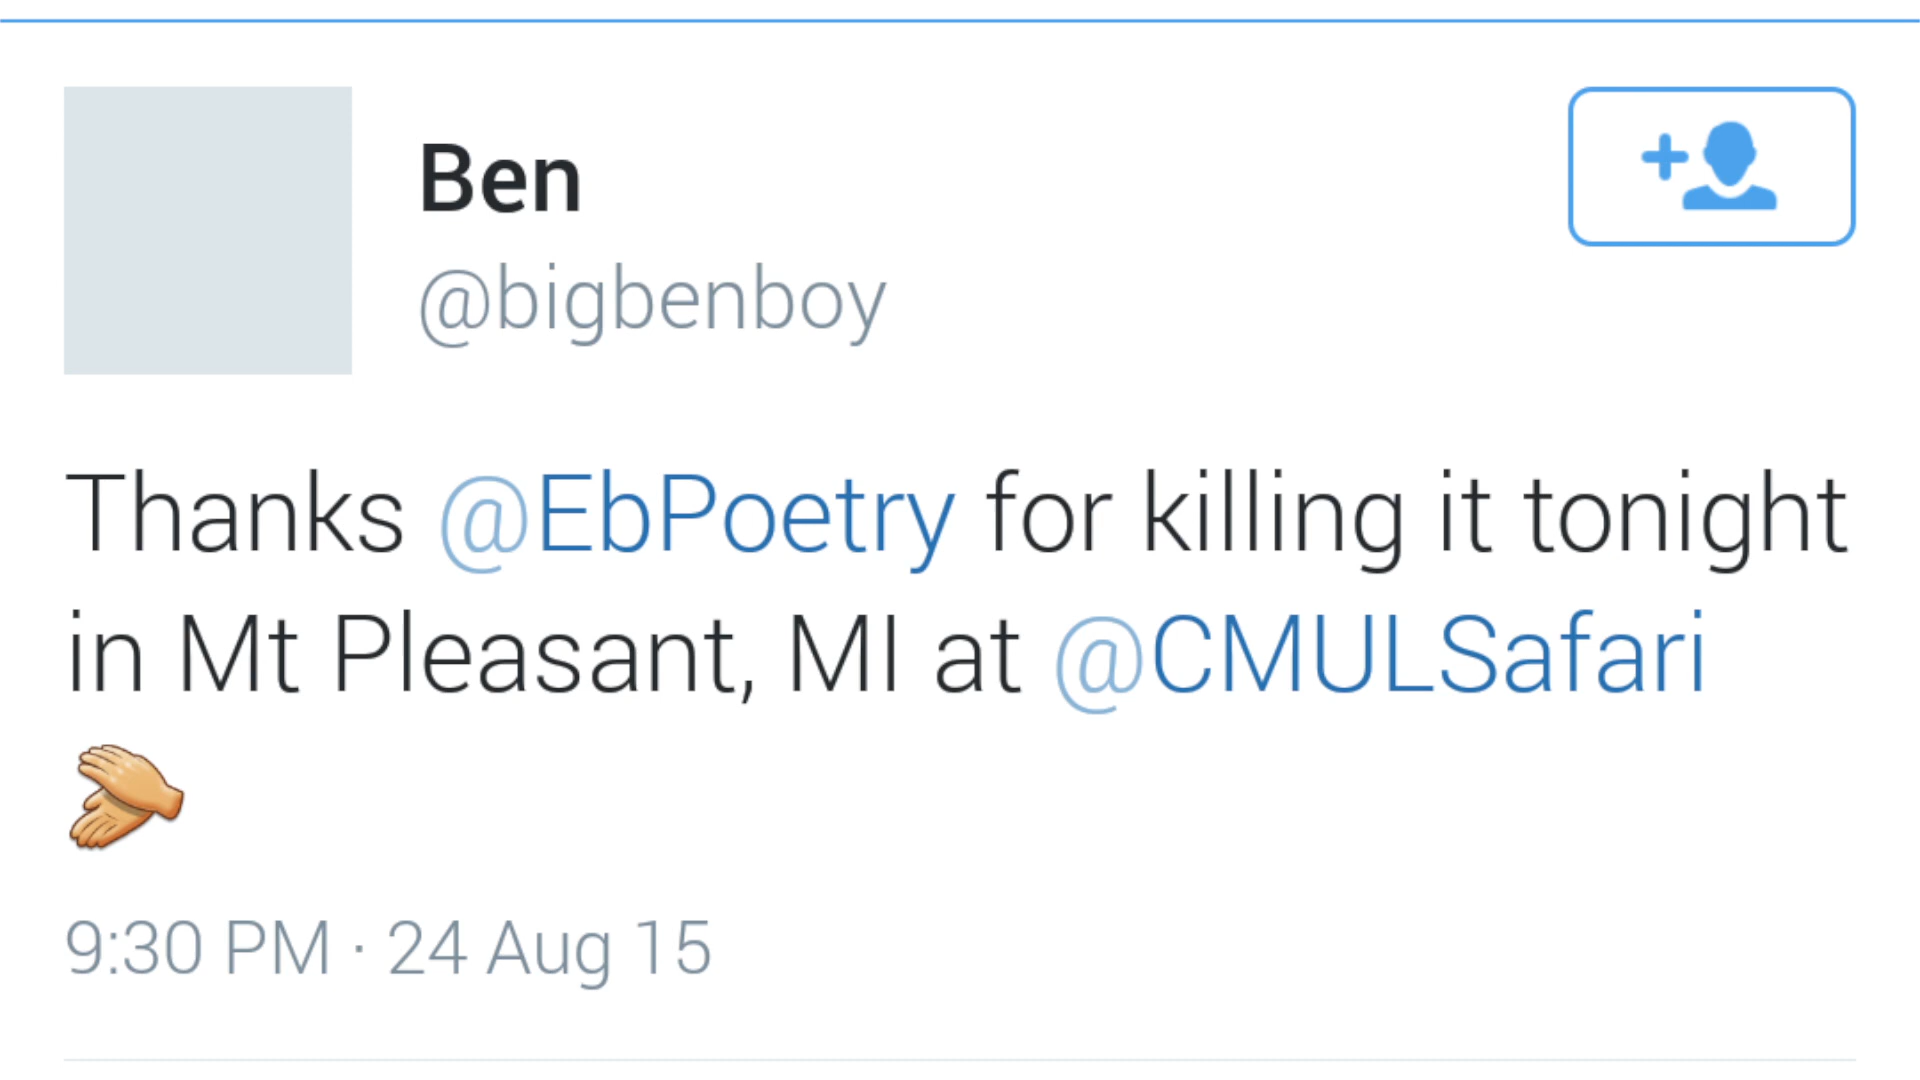 Ben
@bigbenboy
Thanks @EbPoetry for killing it tonight
in Mt Pleasant, MI at @CMULSafari
👏
9:30 PM · 24 Aug 15